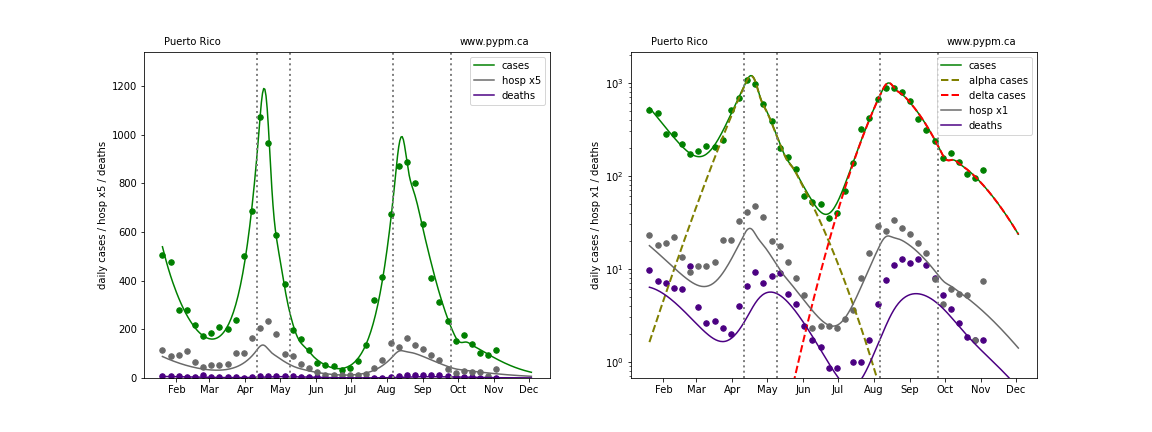 Puerto Rico www.pypm.ca
cases
hosp x5
deaths
daily cases / hosp x5 / deaths
1200
1000
800
600
400
200
0
Feb Mar Apr May Jun Jul Aug Sep Oct Nov Dec
Puerto Rico www.pypm.ca
cases
alpha cases
delta cases
hosp x1
deaths
daily cases / hosp x1 / deaths
10³
10²
10¹
10⁰
Feb Mar Apr May Jun Jul Aug Sep Oct Nov Dec